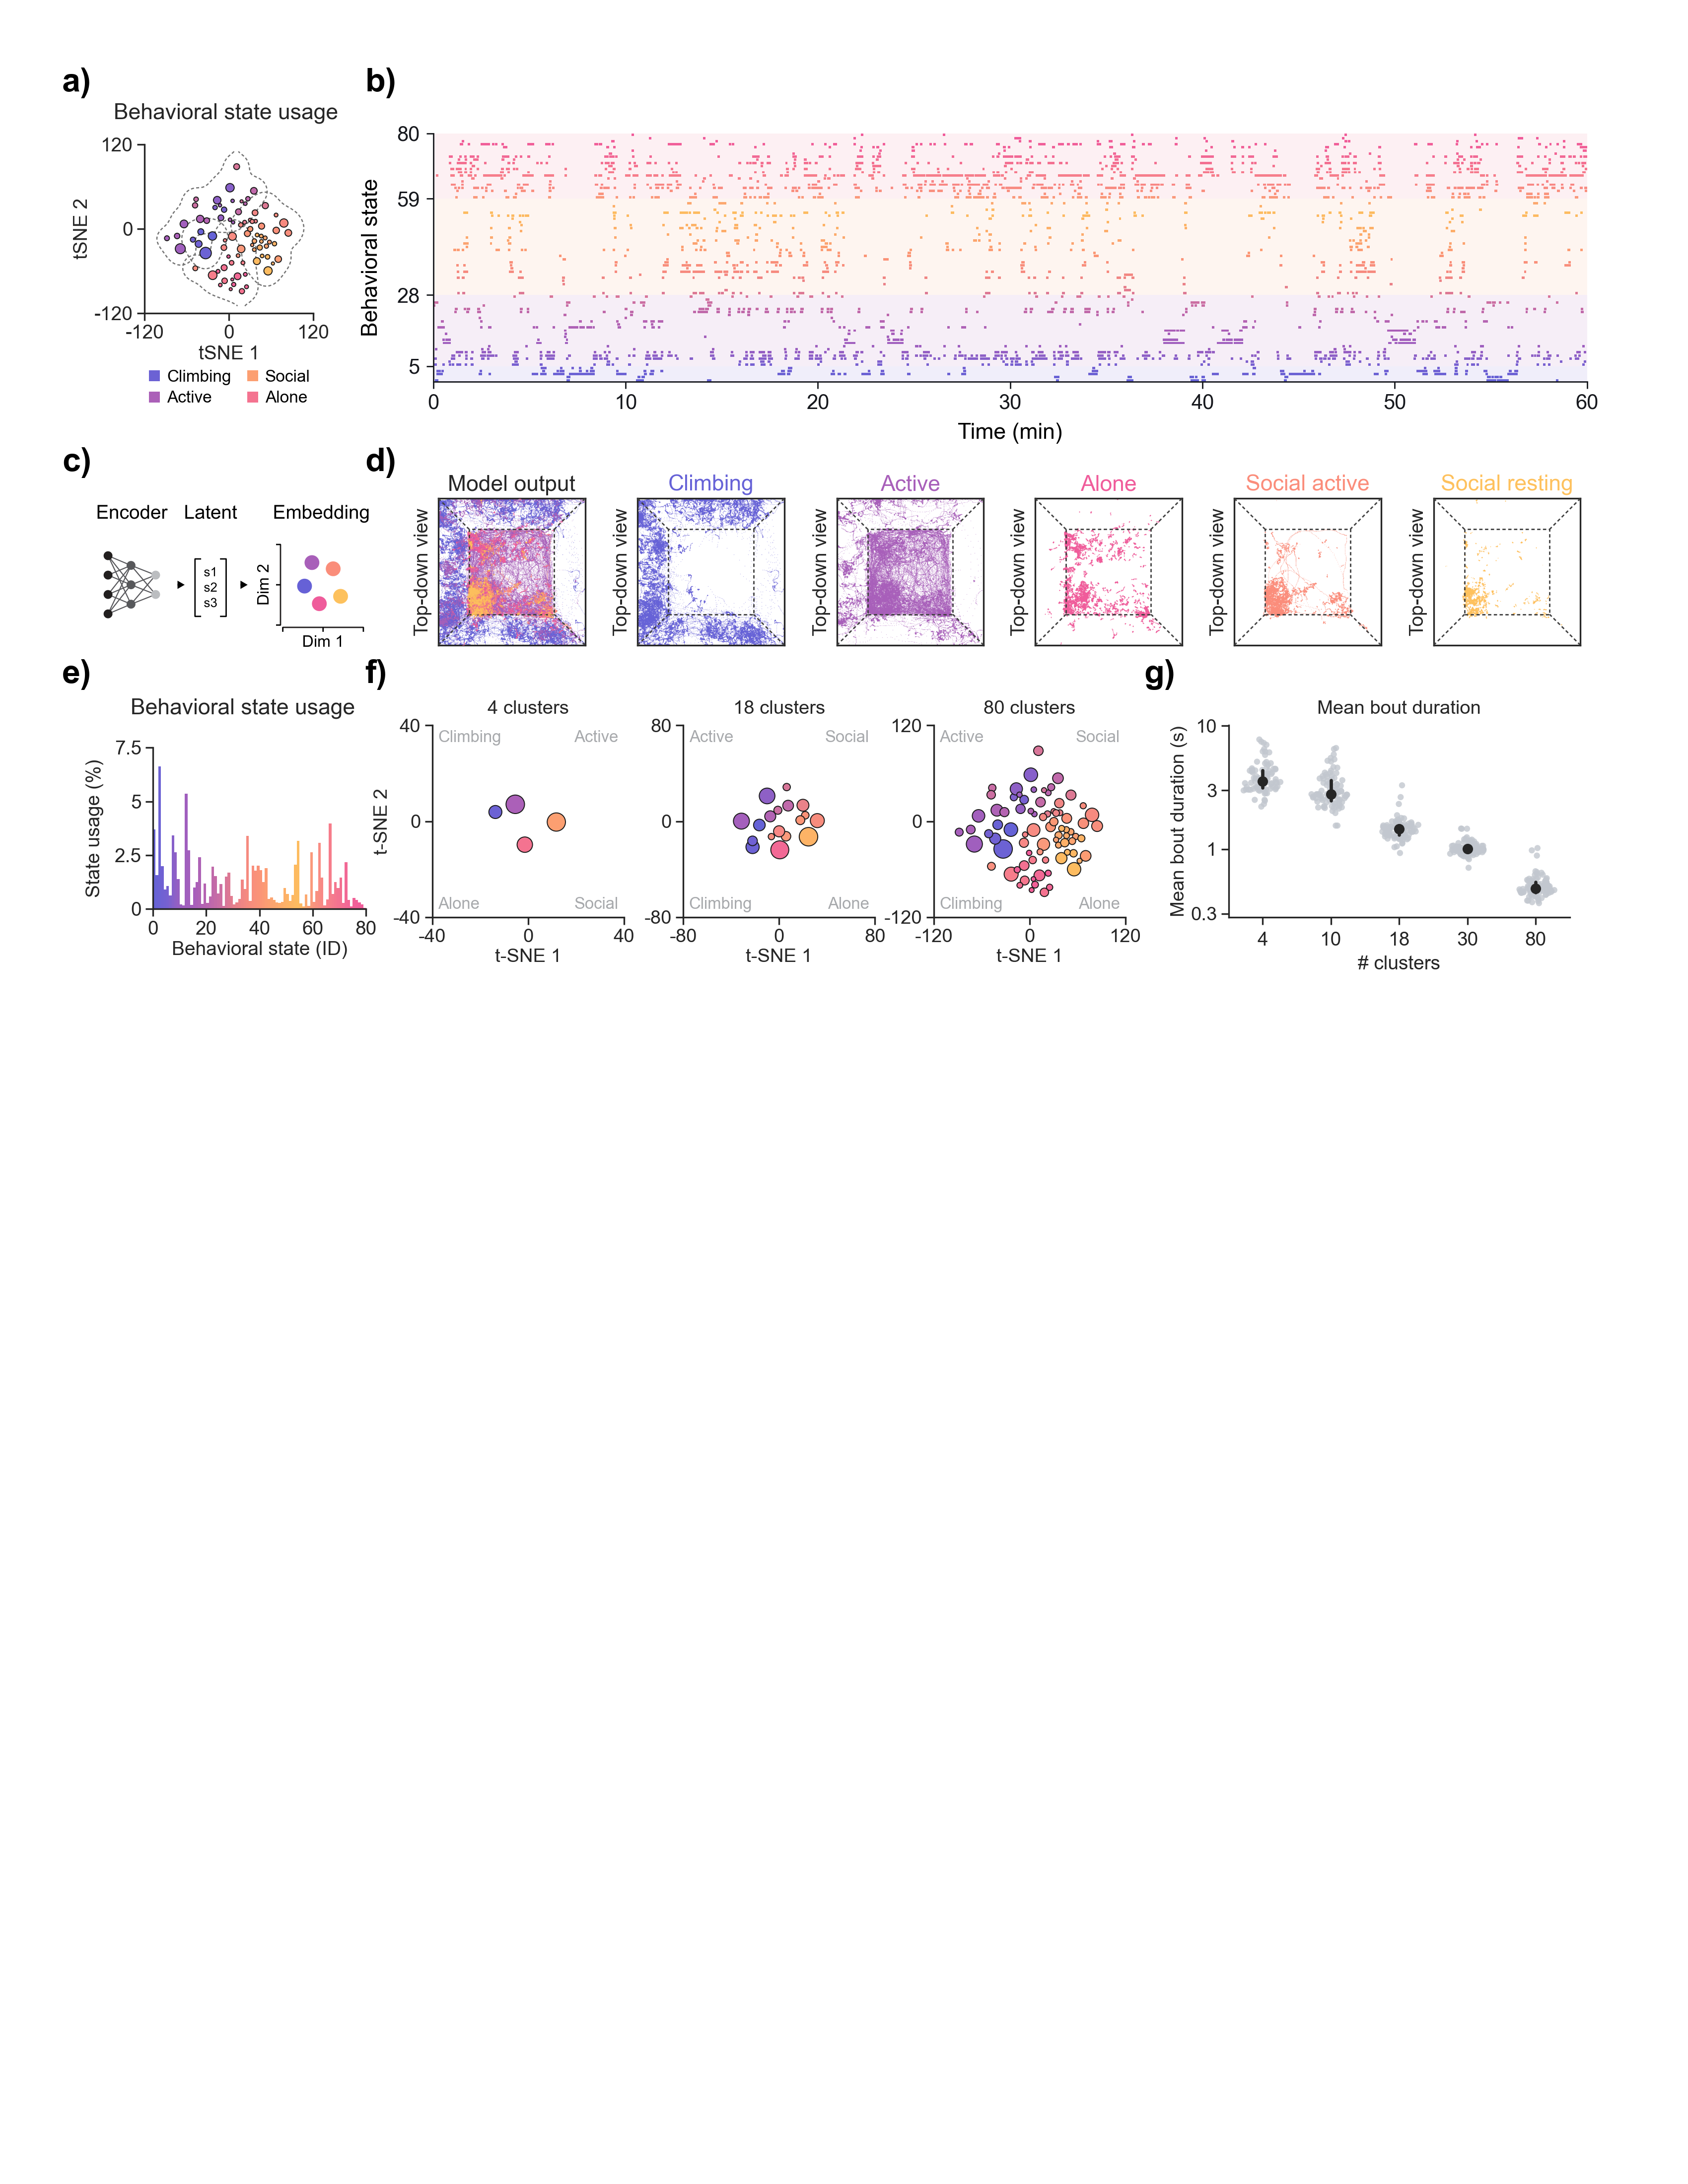 a)
Behavioral state usage
120
0
-120
tSNE 2
-120
0
120
tSNE 1
Climbing
Social
Active
Alone
b)
80
59
28
5
Behavioral state
0
10
20
30
40
50
60
Time (min)
c)
Encoder
Latent
Embedding
s1
s2
s3
Dim 2
Dim 1
d)
Model output
Top-down view
Climbing
Top-down view
Active
Top-down view
Alone
Top-down view
Social active
Top-down view
Social resting
Top-down view
e)
Behavioral state usage
7.5
5
2.5
0
State usage (%)
0
20
40
60
80
Behavioral state (ID)
f)
4 clusters
40
0
-40
t-SNE 2
Climbing
Active
Alone
Social
-40
0
40
t-SNE 1
18 clusters
80
0
-80
Active
Social
Climbing
Alone
-80
0
80
t-SNE 1
80 clusters
120
0
-120
Active
Social
Climbing
Alone
-120
0
120
t-SNE 1
g)
Mean bout duration
10
3
1
0.3
Mean bout duration (s)
4
10
18
30
80
# clusters